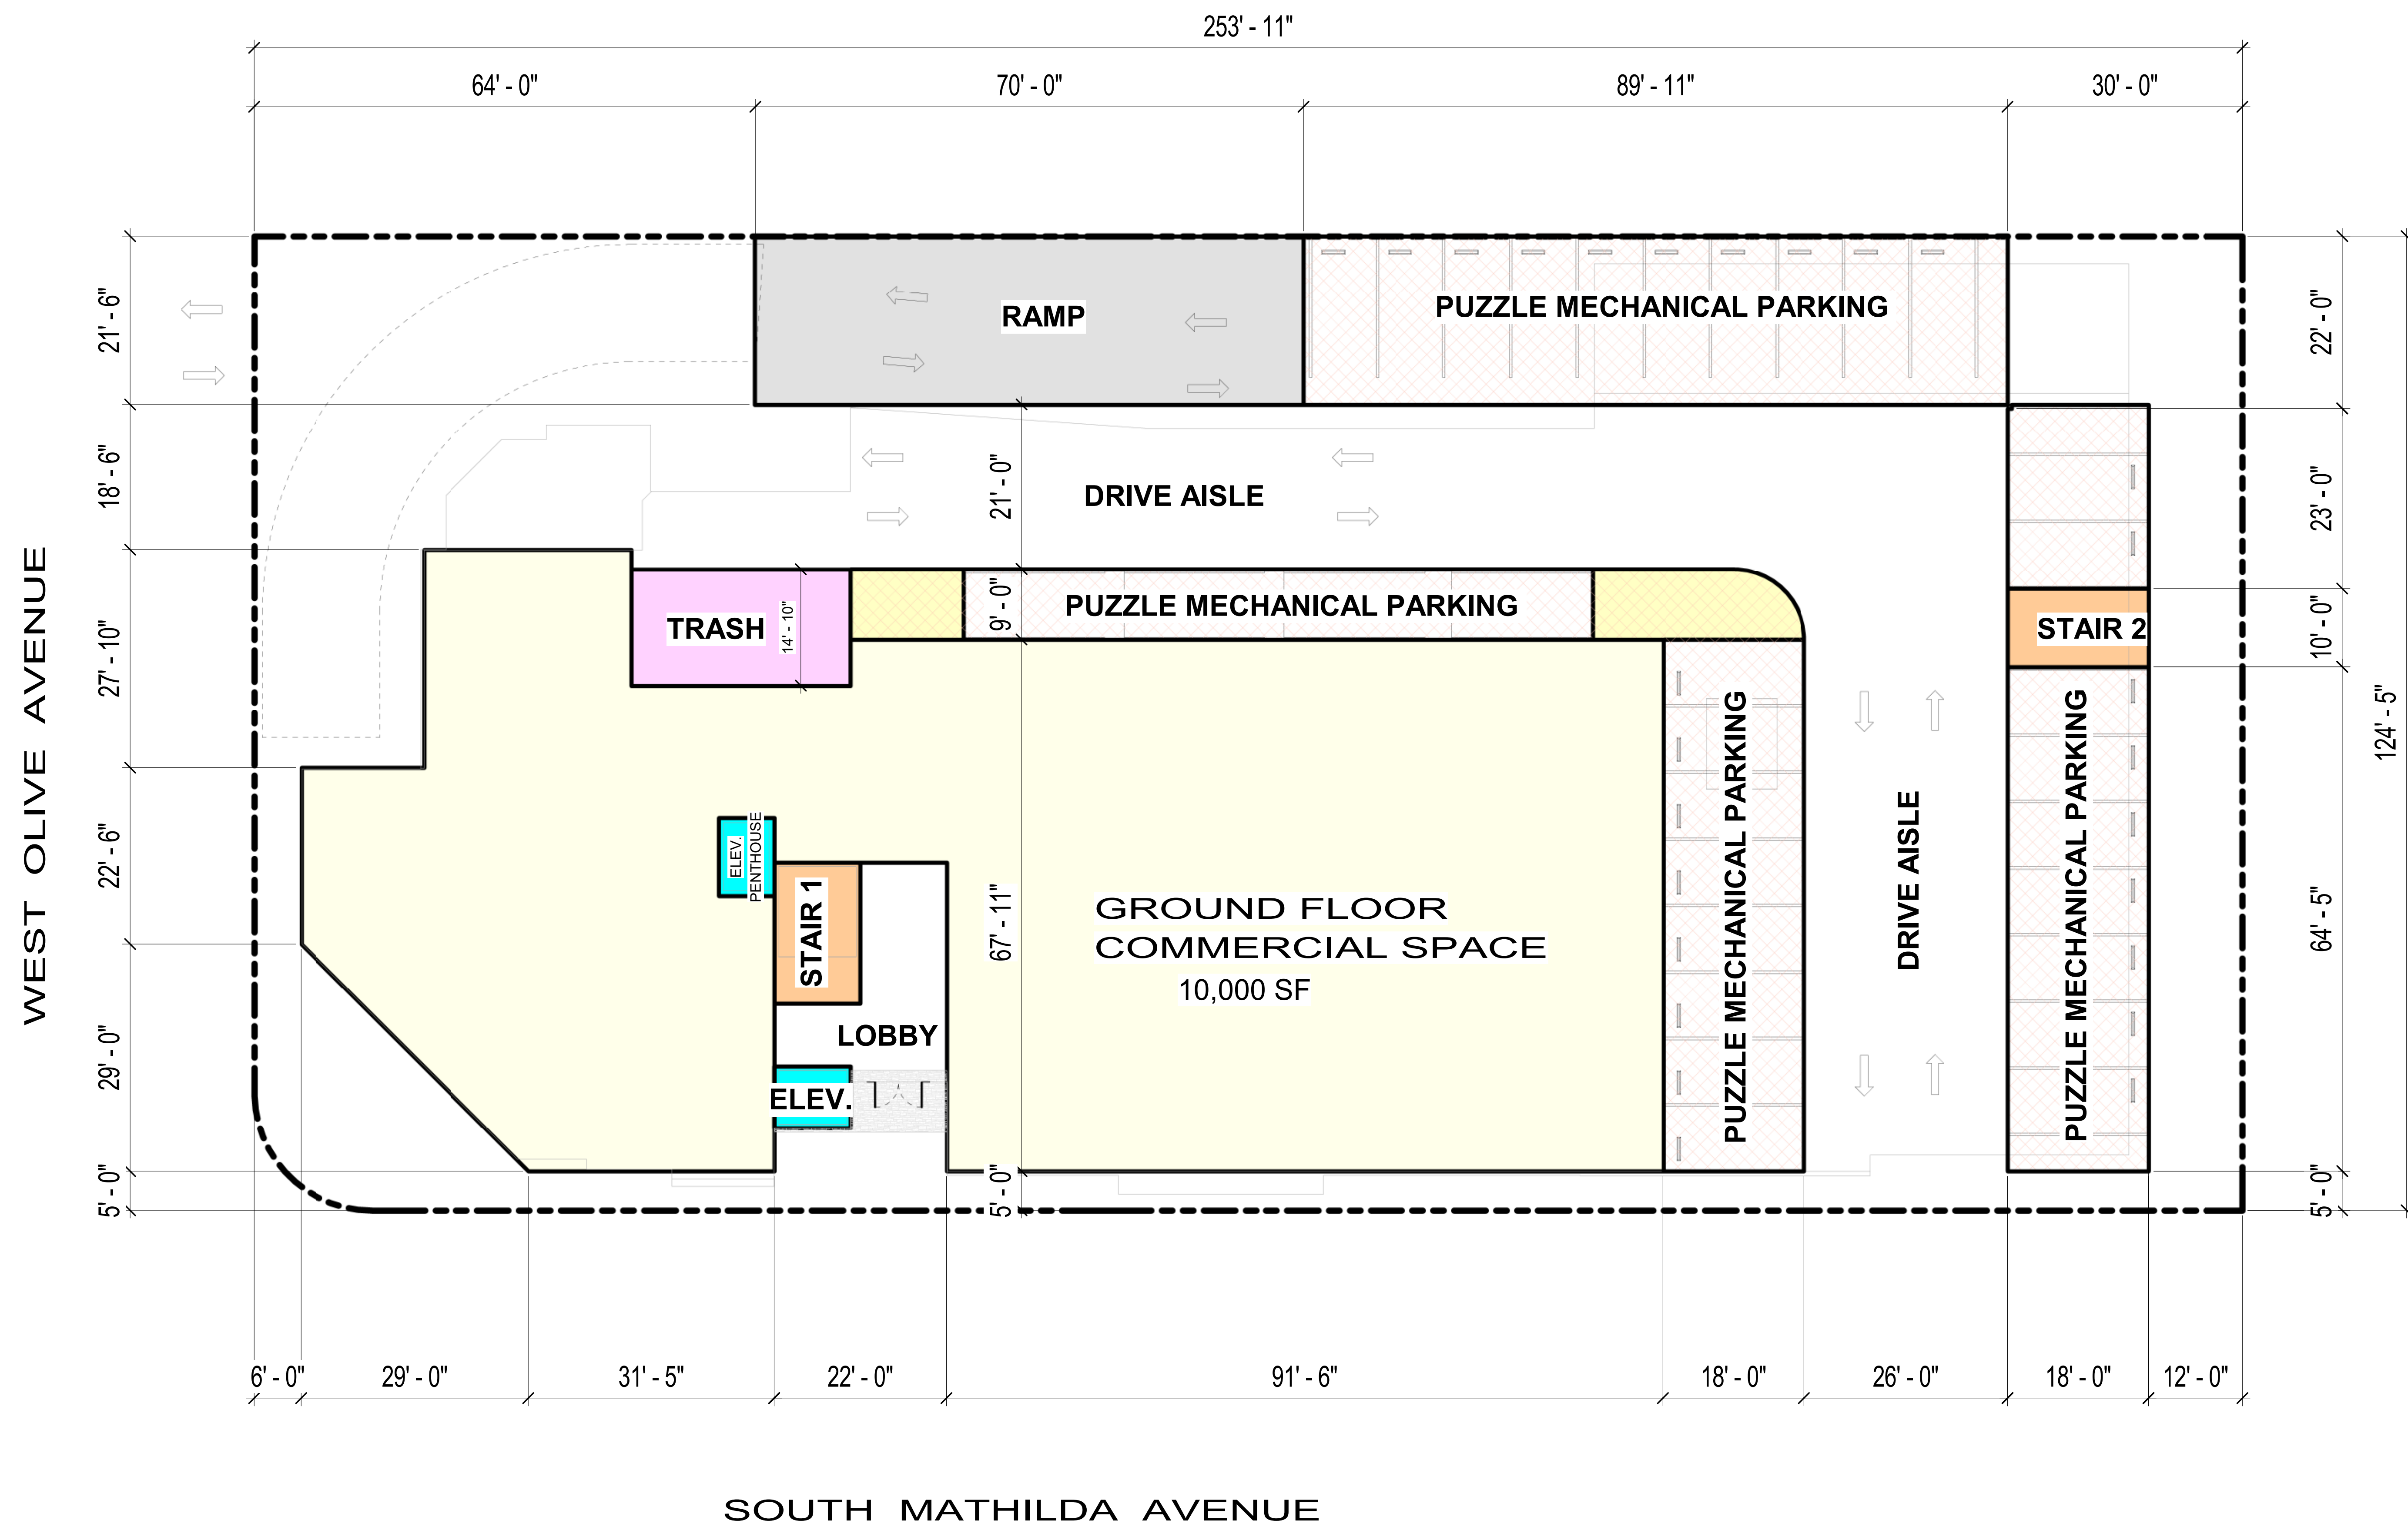 253' - 11"
64' - 0"
70' - 0"
89' - 11"
30' - 0"
21' - 6"
RAMP
PUZZLE MECHANICAL PARKING
22' - 0"
18' - 6"
21' - 0"
DRIVE AISLE
23' - 0"
27' - 10"
TRASH
14' - 10"
9' - 0"
PUZZLE MECHANICAL PARKING
STAIR 2
10' - 0"
124' - 5"
WEST OLIVE AVENUE
22' - 6"
ELEV.
PENTHOUSE
STAIR 1
67' - 11"
GROUND FLOOR
COMMERCIAL SPACE
10,000 SF
PUZZLE MECHANICAL PARKING
DRIVE AISLE
PUZZLE MECHANICAL PARKING
64' - 5"
29' - 0"
LOBBY
ELEV.
5' - 0"
5' - 0"
5' - 0"
6' - 0"
29' - 0"
31' - 5"
22' - 0"
91' - 6"
18' - 0"
26' - 0"
18' - 0"
12' - 0"
SOUTH MATHILDA AVENUE